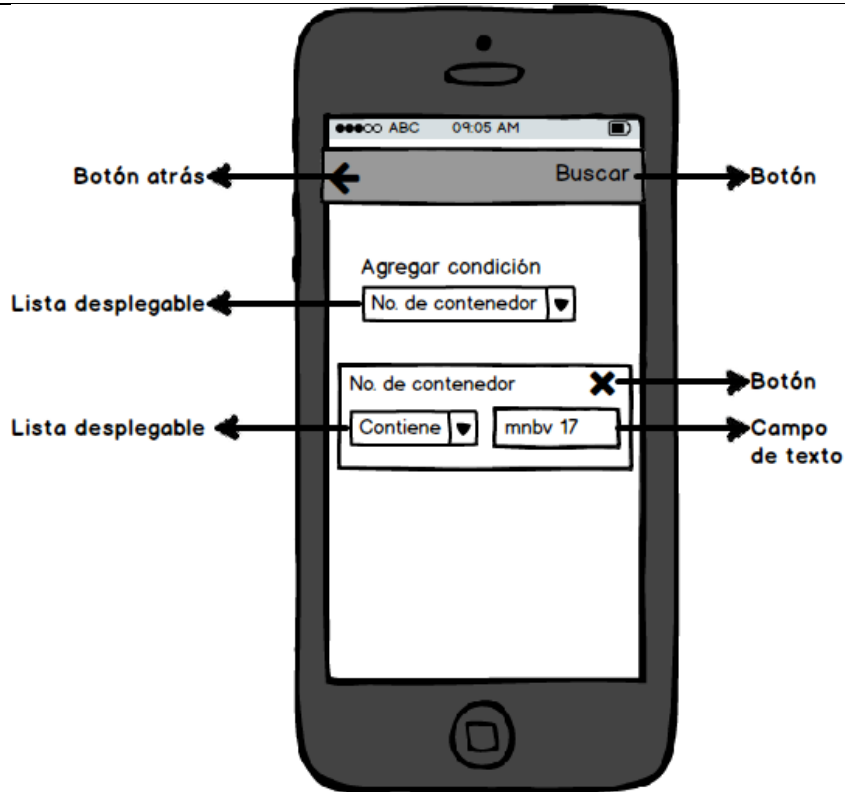 ABC 09:05 AM
Botón atrás
Buscar
Botón
Agregar condición
Lista desplegable
No. de contenedor
No. de contenedor
Botón
Lista desplegable
Contiene
mnbv 17
Campo
de texto